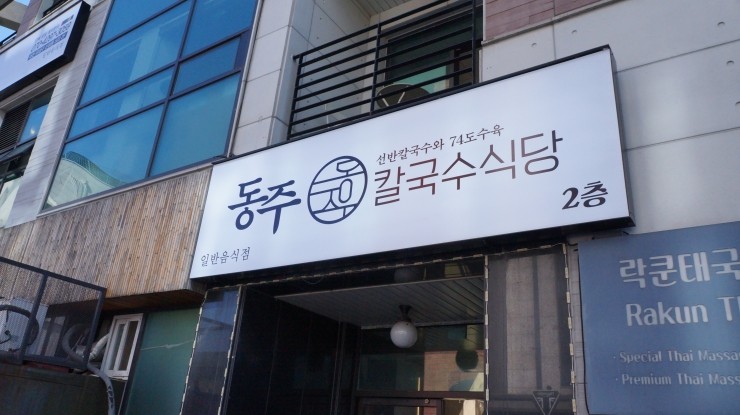 선반칼국수와 74도수육
동주 칼국수식당
2층
일반음식점
락쿤태국
Rakun T
-Special Thai Massa
-Premium Thai Mass